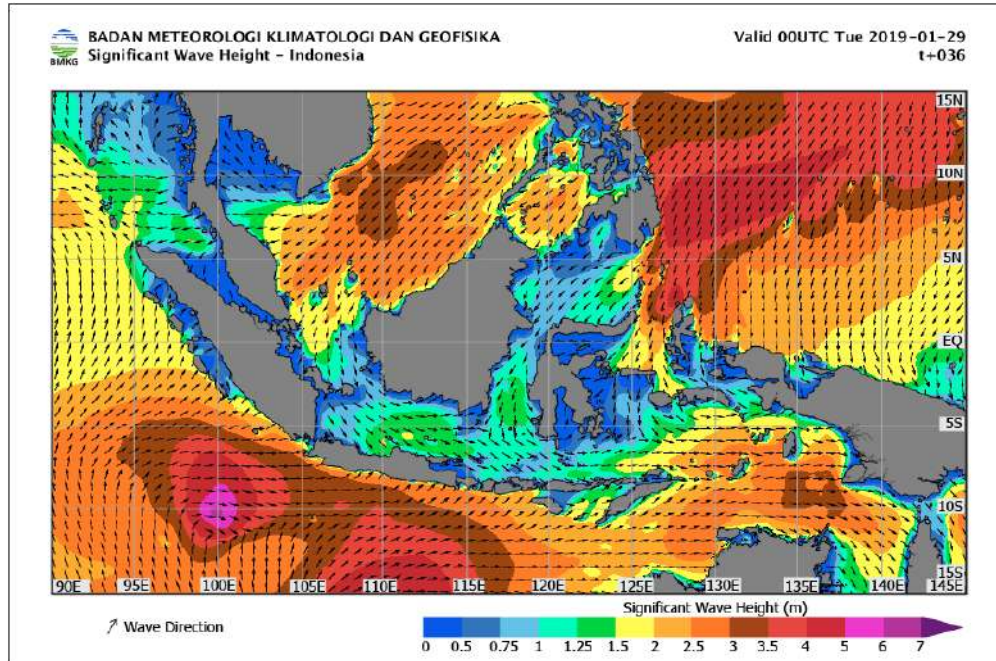 BADAN METEOROLOGI KLIMATOLOGI DAN GEOFISIKA
Significant Wave Height - Indonesia
BMKG
Valid 00UTC Tue 2019-01-29
t+036
15N
10N
5N
EQ
5S
10S
15S
90E 95E 100E 105E 110E 115E 120E 125E 130E 135E 140E 145E
Wave Direction
Significant Wave Height (m)
0 0.5 0.75 1 1.25 1.5 2 2.5 3 3.5 4 5 6 7